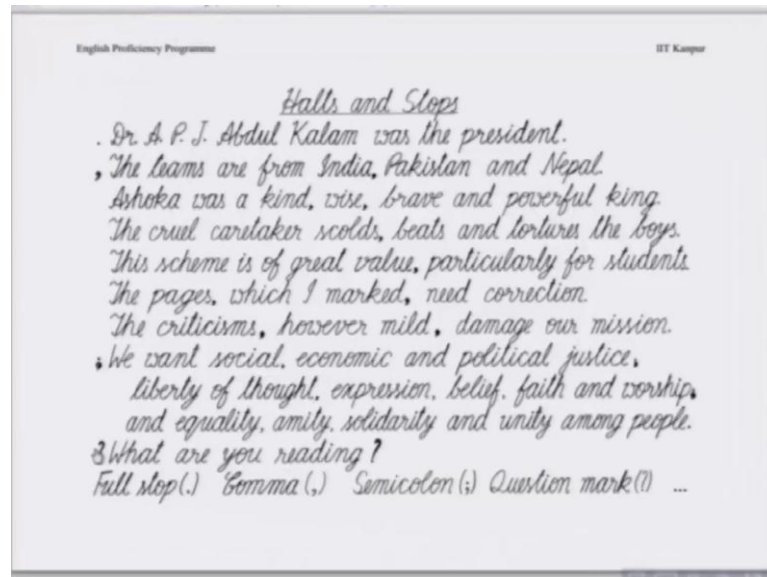 English Proficiency Programme IIT Kanpur
Halts and Stops
. Dr. A. P. J. Abdul Kalam was the president.
, The teams are from India, Pakistan and Nepal.
Ashoka was a kind, wise, brave and powerful king.
The cruel caretaker scolds, beats and tortures the boys.
This scheme is of great value, particularly for students.
The pages, which I marked, need correction.
The criticisms, however mild, damage our mission.
; We want social, economic and political justice;
liberty of thought, expression, belief, faith and worship;
and equality, amity, solidarity and unity among people.
? What are you reading?
Full stop(.) Comma(,) Semicolon(;) Question mark(?) ...